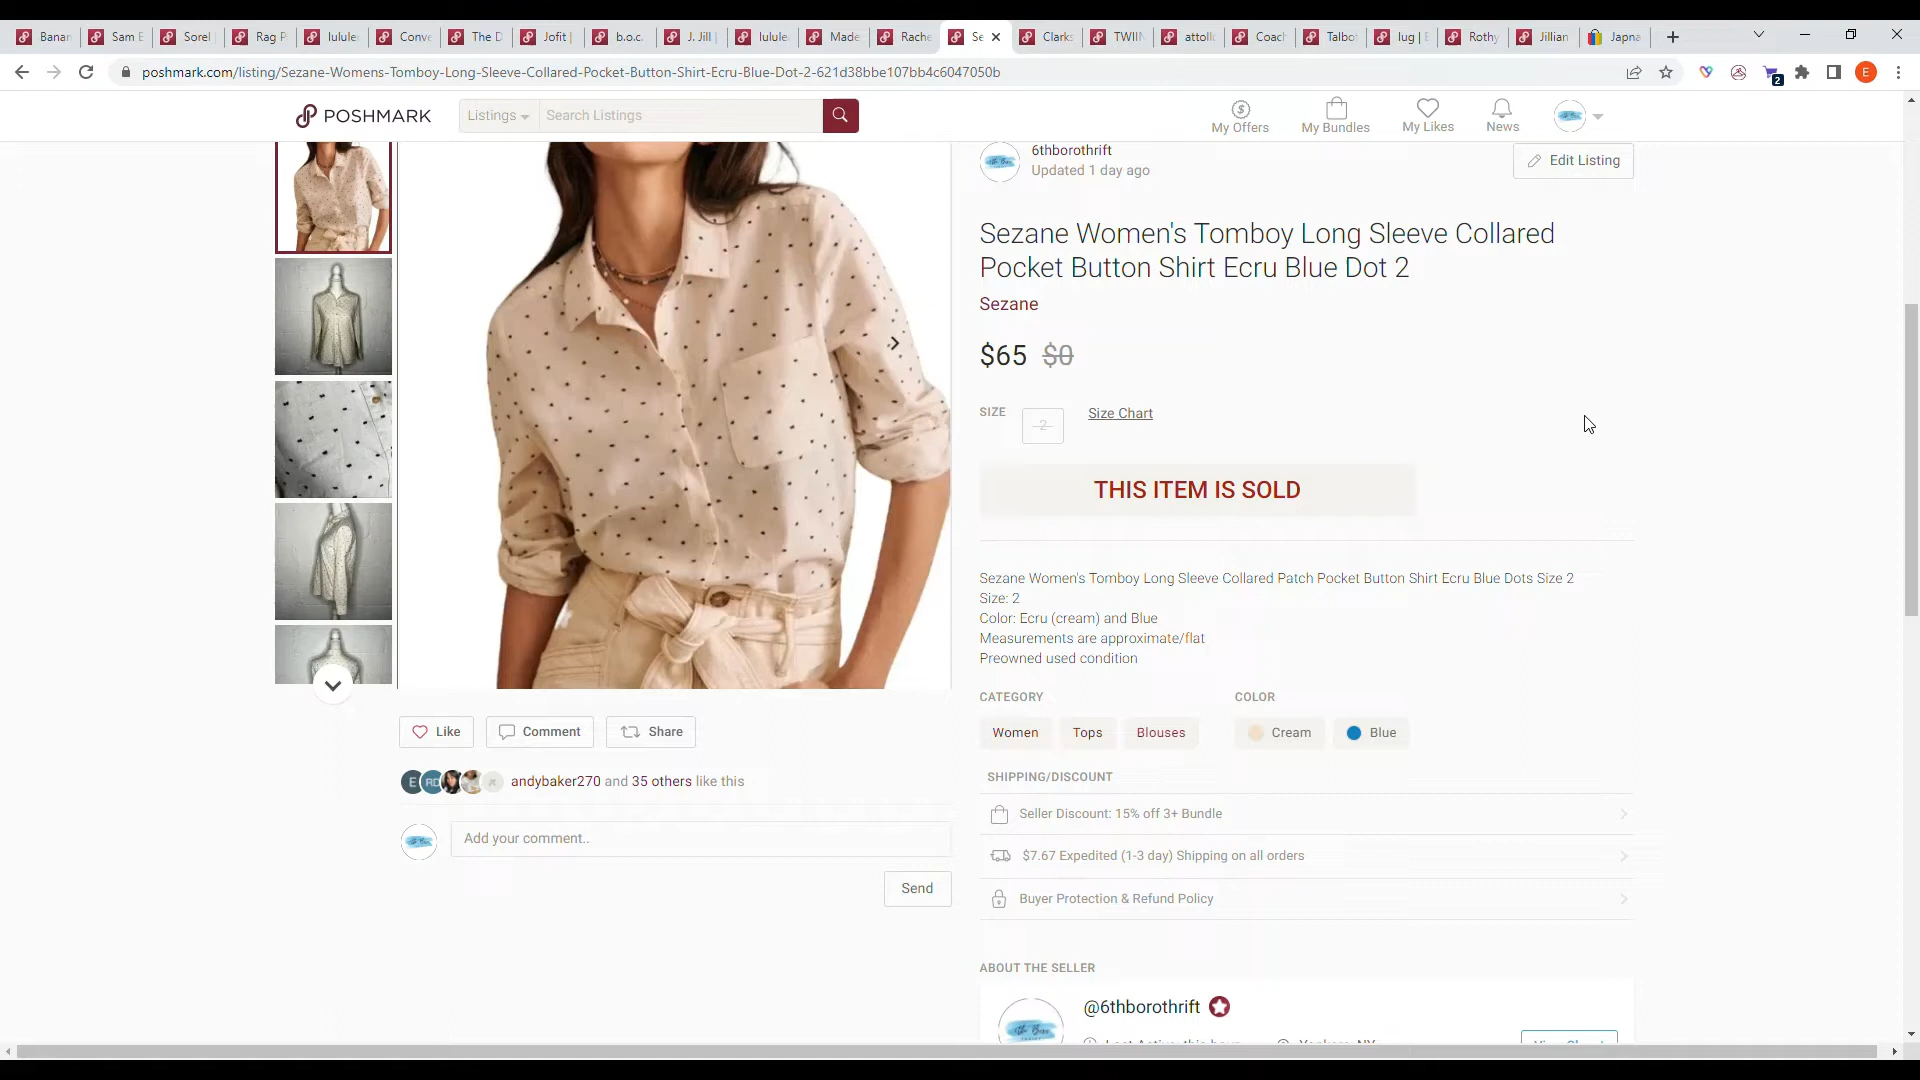 Banan
Sam E
Sorel
Rag P
lulule
Conve
The D
Jofit |
b.o.c.
J. Jill |
lulule
Made
Rache
Se
Clarks
TWIIN
attoll
Coach
Talbo
lug | E
Rothy
Jillian
Japna
poshmark.com/listing/Sezane-Womens-Tomboy-Long-Sleeve-Collared-Pocket-Button-Shirt-Ecru-Blue-Dot-2-621d38bbe107bb4c6047050b
2
E
POSHMARK
Listings
Search Listings
My Offers
My Bundles
My Likes
News
6thborothrift
Updated 1 day ago
Edit Listing
Sezane Women's Tomboy Long Sleeve Collared
Pocket Button Shirt Ecru Blue Dot 2
Sezane
$65 $0
SIZE
2
Size Chart
THIS ITEM IS SOLD
Sezane Women's Tomboy Long Sleeve Collared Patch Pocket Button Shirt Ecru Blue Dots Size 2
Size: 2
Color: Ecru (cream) and Blue
Measurements are approximate/flat
Preowned used condition
CATEGORY
Women
Tops
Blouses
COLOR
Cream
Blue
Like
Comment
Share
E
RD
andybaker270 and 35 others like this
Add your comment..
Send
SHIPPING/DISCOUNT
Seller Discount: 15% off 3+ Bundle
$7.67 Expedited (1-3 day) Shipping on all orders
Buyer Protection & Refund Policy
ABOUT THE SELLER
@6thborothrift